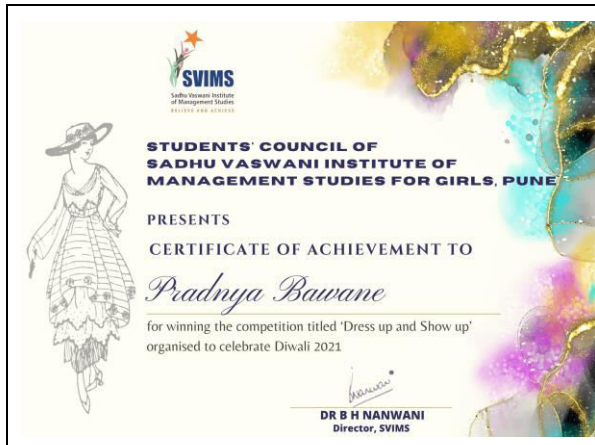 SVIMS
Sadhu Vaswani Institute
of Management Studies
BELIEVE AND ACHIEVE
STUDENTS' COUNCIL OF
SADHU VASWANI INSTITUTE OF
MANAGEMENT STUDIES FOR GIRLS, PUNE
PRESENTS
CERTIFICATE OF ACHIEVEMENT TO
Pradnya Bawane
for winning the competition titled 'Dress up and Show up'
organised to celebrate Diwali 2021
DR B H NANWANI
Director, SVIMS